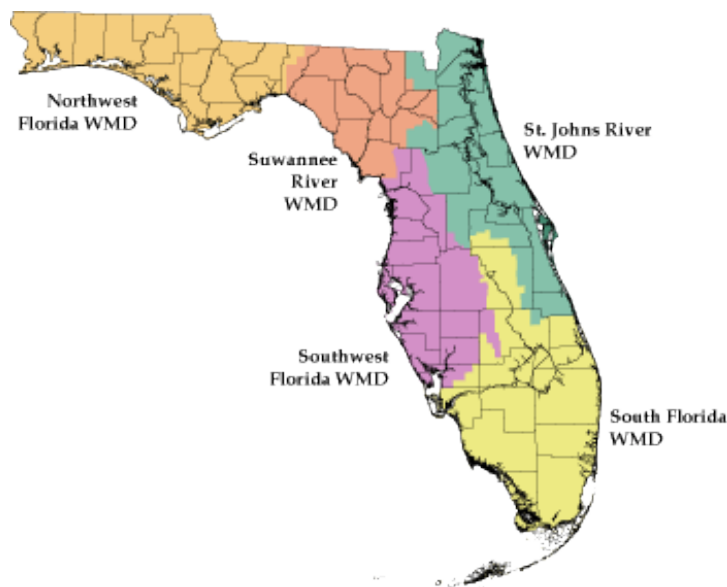 Northwest
Florida WMD
Suwannee
River
WMD
St. Johns River
WMD
Southwest
Florida WMD
South Florida
WMD